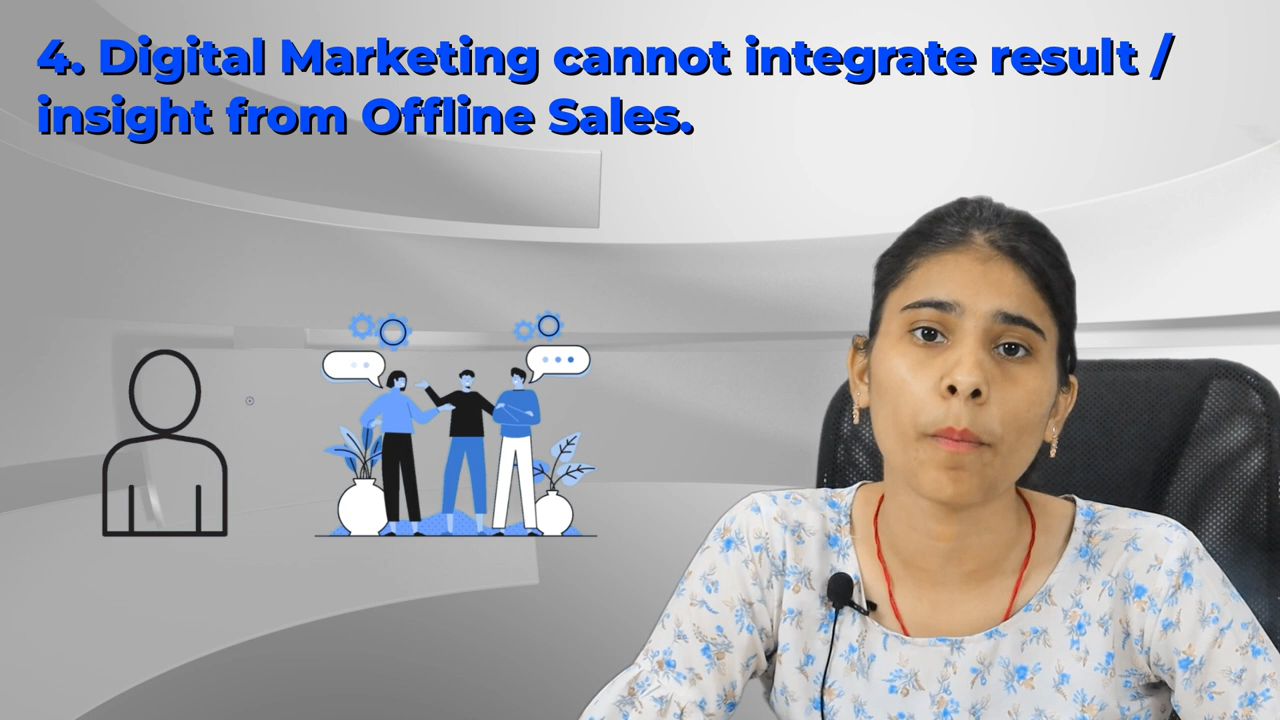 4. Digital Marketing cannot integrate result /
insight from Offline Sales.